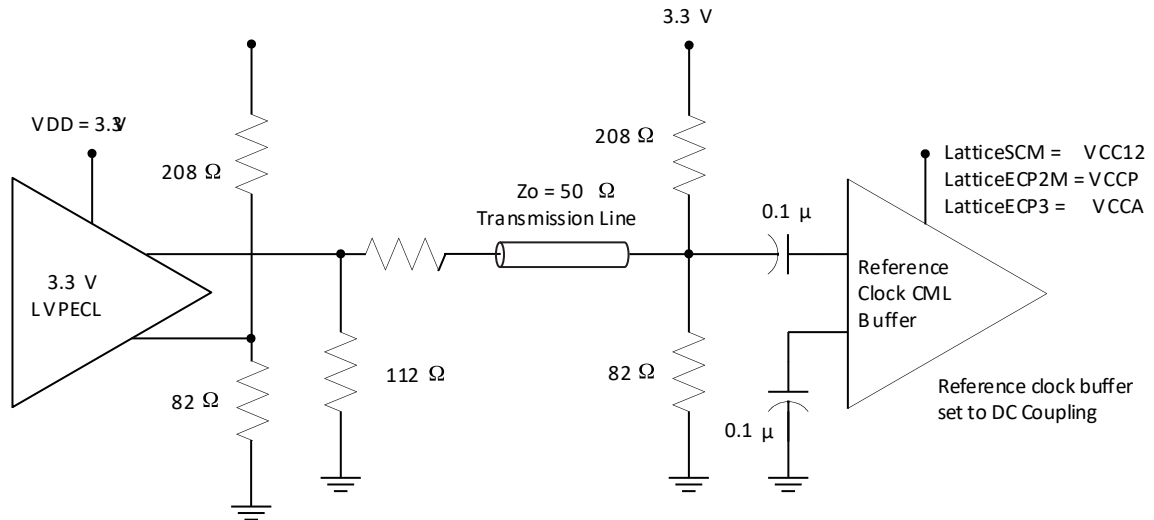 3.3 V
VDD = 3.3V
208 Ω
208 Ω
LatticeSCM = VCC12
LatticeECP2M = VCCP
LatticeECP3 = VCCA
Zo = 50 Ω
Transmission Line
0.1 μ
3.3 V
LVPECL
Reference
Clock CML
Buffer
112 Ω
82 Ω
82 Ω
0.1 μ
Reference clock buffer
set to DC Coupling